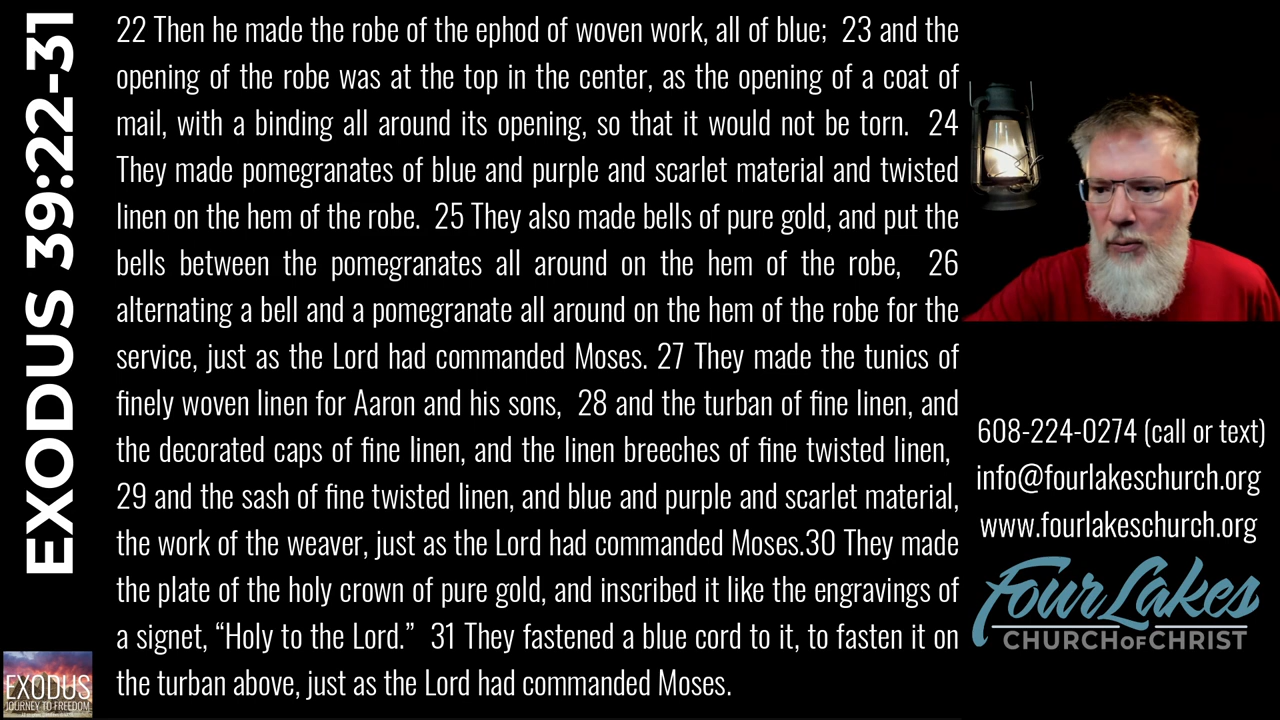 EXODUS 39:22-31
22 Then he made the robe of the ephod of woven work, all of blue; 23 and the
opening of the robe was at the top in the center, as the opening of a coat of
mail, with a binding all around its opening, so that it would not be torn. 24
They made pomegranates of blue and purple and scarlet material and twisted
linen on the hem of the robe. 25 They also made bells of pure gold, and put the
bells between the pomegranates all around on the hem of the robe, 26
alternating a bell and a pomegranate all around on the hem of the robe for the
service, just as the Lord had commanded Moses. 27 They made the tunics of
finely woven linen for Aaron and his sons, 28 and the turban of fine linen, and
the decorated caps of fine linen, and the linen breeches of fine twisted linen,
29 and the sash of fine twisted linen, and blue and purple and scarlet material,
the work of the weaver, just as the Lord had commanded Moses.30 They made
the plate of the holy crown of pure gold, and inscribed it like the engravings of
a signet, “Holy to the Lord.” 31 They fastened a blue cord to it, to fasten it on
the turban above, just as the Lord had commanded Moses.
608-224-0274 (call or text)
info@fourlakeschurch.org
www.fourlakeschurch.org
Four Lakes
CHURCH OF CHRIST
EXODUS
JOURNEY TO FREEDOM